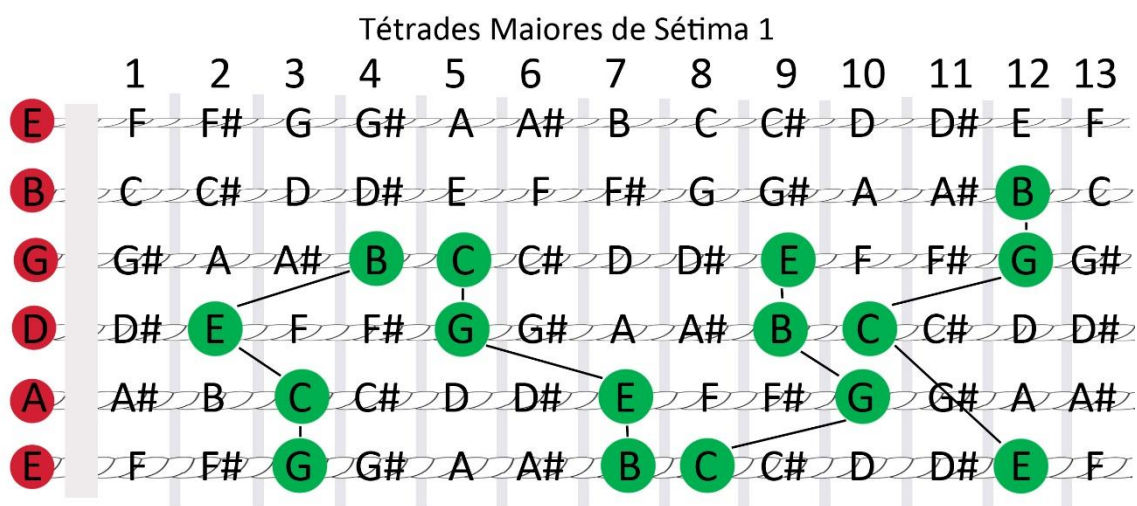 Tétrades Maiores de Sétima 1
1 2 3 4 5 6 7 8 9 10 11 12 13
E F F# G G# A A# B C C# D D# E F
B C C# D D# E F F# G G# A A# B C
G G# A A# B C C# D D# E F F# G G#
D D# E F F# G G# A A# B C C# D D#
A A# B C C# D D# E F F# G G# A A#
E F F# G G# A A# B C C# D D# E F